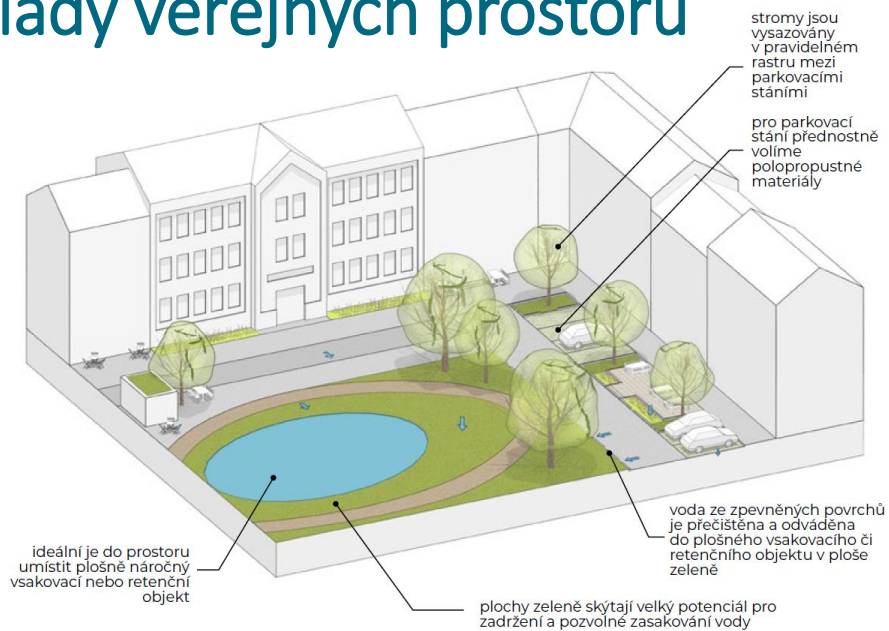 lady veřejných prostorů
stromy jsou
vysazovány
v pravidelném
rastru mezi
parkovacími
stáními
pro parkovací
stání přednostně
volíme
polopropustné
materiály
voda ze zpevněných povrchů
je přečištěna a odváděna
do plošného vsakovacího či
retenčního objektu v ploše
zeleně
ideální je do prostoru
umístit plošně náročný
vsakovací nebo retenční
objekt
plochy zeleně skýtají velký potenciál pro
zadržení a pozvolné zasakování vody